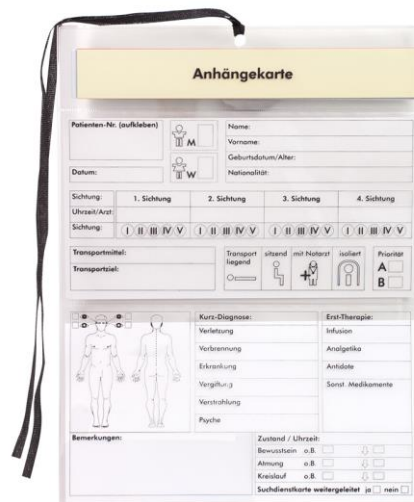 Anhängekarte
Patienten-Nr. (aufkleben)
M
Name:
Vorname:
Geburtsdatum/Alter:
Datum:
W
Nationalität:
Sichtung: 1. Sichtung 2. Sichtung 3. Sichtung 4. Sichtung
Uhrzeit/Arzt:
Sichtung: I II III IV V I II III IV V I II III IV V I II III IV V
Transportmittel:
Transportziel:
Transport liegend
sitzend
mit Notarzt
isoliert
Priorität
A
B
Kurz-Diagnose:
Verletzung
Verbrennung
Erkrankung
Vergiftung
Verstrahlung
Psyche
Erst-Therapie:
Infusion
Analgetika
Antidote
Sonst. Medikamente
Bemerkungen:
Zustand / Uhrzeit:
Bewusstsein o.B.
Atmung o.B.
Kreislauf o.B.
Suchdienstkarte weitergeleitet ja nein